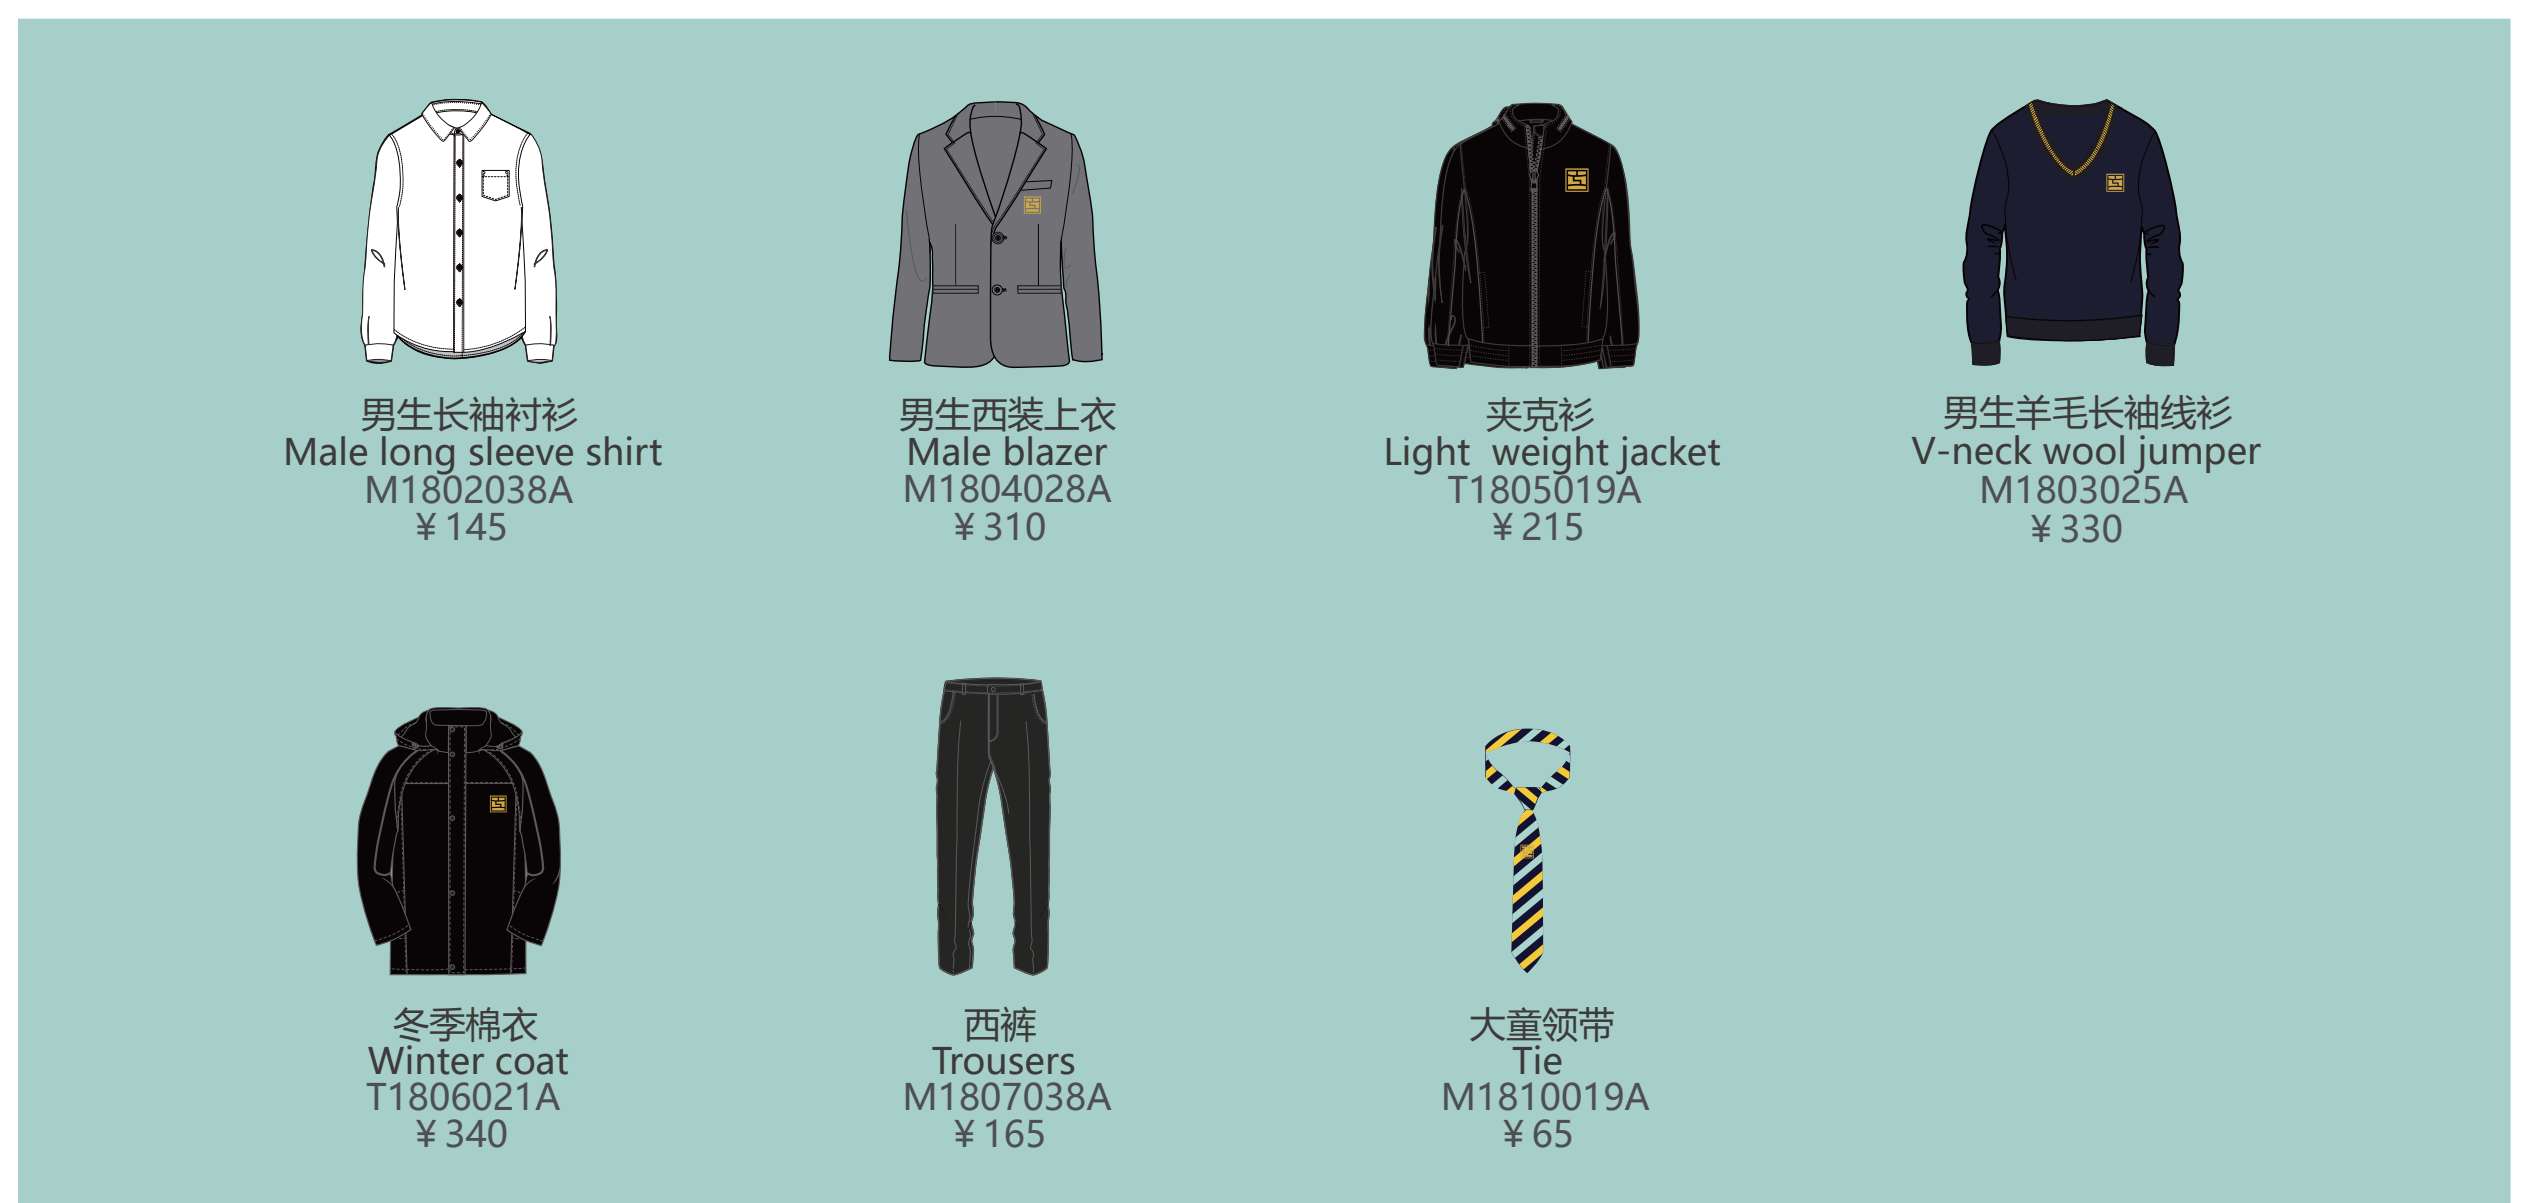 男生长袖衬衫
Male long sleeve shirt
M1802038A
¥ 145
男生西装上衣
Male blazer
M1804028A
¥ 310
夹克衫
Light  weight jacket
T1805019A
¥ 215
男生羊毛长袖线衫
V-neck wool jumper
M1803025A
¥ 330
冬季棉衣
Winter coat
T1806021A
¥ 340
西裤
Trousers
M1807038A
¥ 165
大童领带
Tie
M1810019A
¥ 65